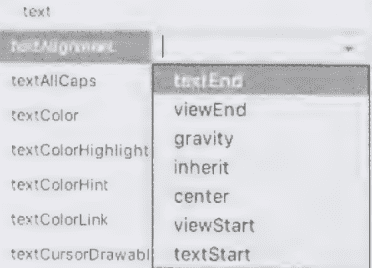 text
textAlignment
textAllCaps
textColor
textColorHighlight
textColorHint
textColorLink
textCursorDrawabl
textEnd
viewEnd
gravity
inherit
center
viewStart
textStart